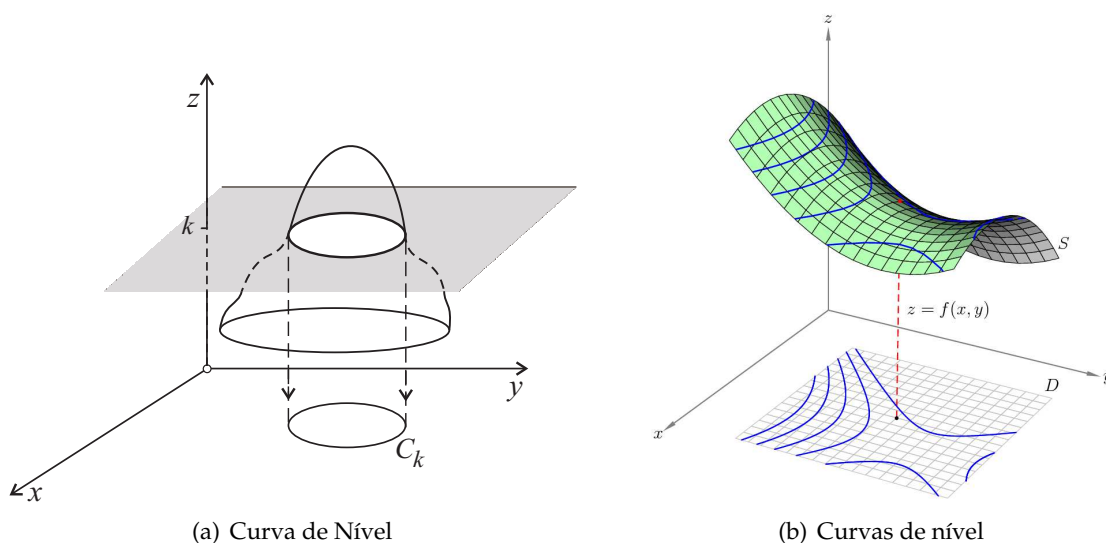 z
k
y
C_k
x
(a) Curva de Nível
z
S
z = f(x, y)
D
y
x
(b) Curvas de nível